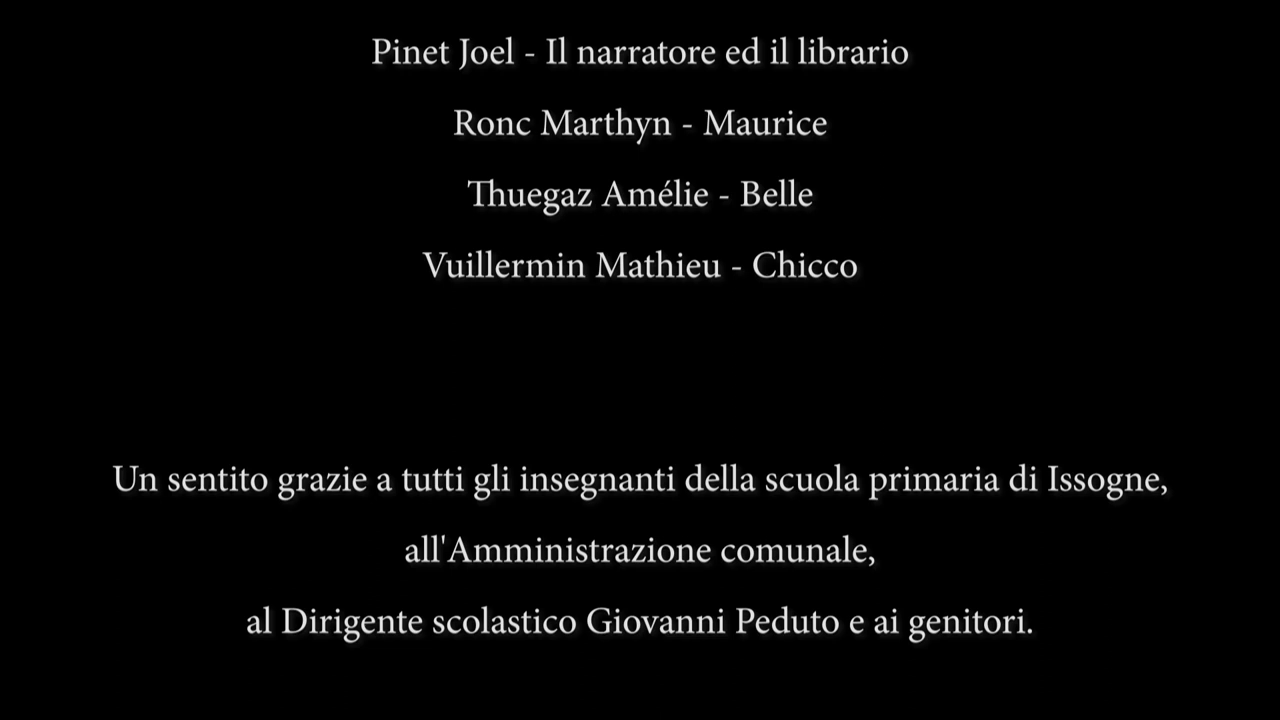 Pinet Joel - Il narratore ed il librario
Ronc Marthyn - Maurice
Thuegaz Amélie - Belle
Vuillermin Mathieu - Chicco
Un sentito grazie a tutti gli insegnanti della scuola primaria di Issogne,
all'Amministrazione comunale,
al Dirigente scolastico Giovanni Peduto e ai genitori.